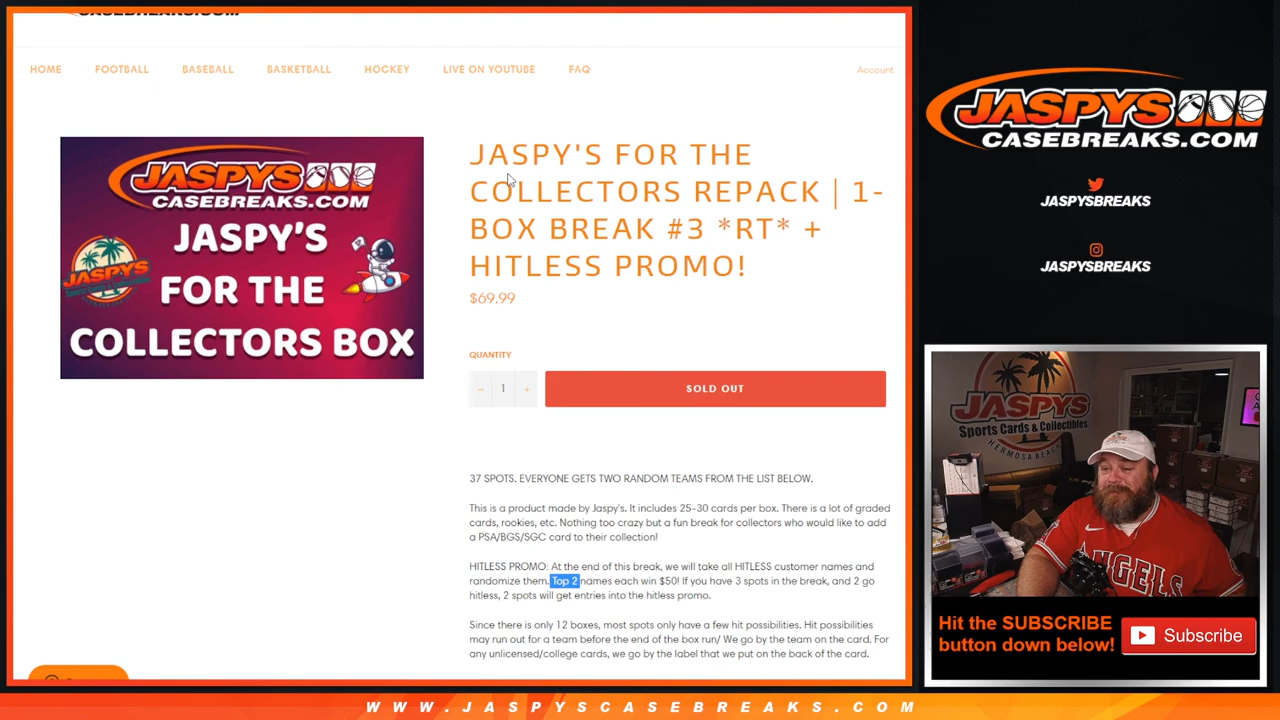 HOME FOOTBALL BASEBALL BASKETBALL HOCKEY LIVE ON YOUTUBE FAQ
Account
JASPYS
CASEBREAKS.COM
JASPY'S
FOR THE
COLLECTORS BOX
JASPYS
JASPY'S FOR THE
COLLECTORS REPACK | 1-
BOX BREAK #3 *RT* +
HITLESS PROMO!
$69.99
QUANTITY
− 1 +
SOLD OUT
37 SPOTS. EVERYONE GETS TWO RANDOM TEAMS FROM THE LIST BELOW.
This is a product made by Jaspy's. It includes 25-30 cards per box. There is a lot of graded
cards, rookies, etc. Nothing too crazy but a fun break for collectors who would like to add
a PSA/BGS/SGC card to their collection!
HITLESS PROMO: At the end of this break, we will take all HITLESS customer names and
randomize them. Top 2 names each win $50! If you have 3 spots in the break, and 2 go
hitless, 2 spots will get entries into the hitless promo.
Since there is only 12 boxes, most spots only have a few hit possibilities. Hit possibilities
may run out for a team before the end of the box run/ We go by the team on the card. For
any unlicensed/college cards, we go by the label that we put on the back of the card.
JASPYS
CASEBREAKS.COM
JASPYSBREAKS
JASPYSBREAKS
JASPYS
Sports Cards & Collectibles
HERMOSA BEACH
ANGELS
Hit the SUBSCRIBE
button down below!
Subscribe
WWW.JASPYSCASEBREAKS.COM